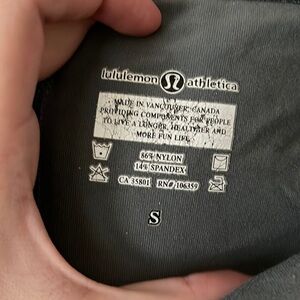 lululemon athletica
MADE IN VANCOUVER, CANADA
PROVIDING COMPONENTS FOR PEOPLE
TO LIVE A LONGER, HEALTHIER AND
MORE FUN LIFE.
86% NYLON
14% SPANDEX
CA 35801 RN# 106359
S